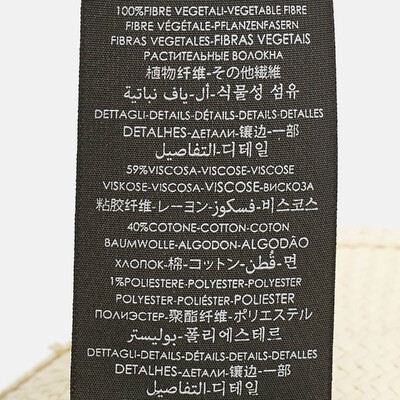 100%FIBRE VEGETALI-VEGETABLE FIBRE
FIBRE VÉGÉTALE-PFLANZENFASERN
FIBRAS VEGETALES-FIBRAS VEGETAIS
РАСТИТЕЛЬНЫЕ ВОЛОКНА
植物纤维-その他繊維
أل-ياف نباتية-식물성 섬유
DETTAGLI-DETAILS-DÉTAILS-DETAILS-DETALLES
DETALHES-ДЕТАЛИ-镶边-一部
التفاصيل-디테일
59%VISCOSA-VISCOSE-VISCOSE
VISKOSE-VISCOSA-VISCOSE-ВИСКОЗА
粘胶纤维-レーヨン-فسكوز-비스코스
40%COTONE-COTTON-COTON
BAUMWOLLE-ALGODON-ALGODÃO
ХЛОПОК-棉-コットン-قُطن-면
1%POLIESTERE-POLYESTER-POLYESTER
POLYESTER-POLIÉSTER-POLIESTER
ПОЛИЭСТЕР-聚酯纤维-ポリエステル
بوليستر-폴리에스테르
DETTAGLI-DETAILS-DÉTAILS-DETAILS-DETALLES
DETALHES-ДЕТАЛИ-镶边-一部
التفاصيل-디테일